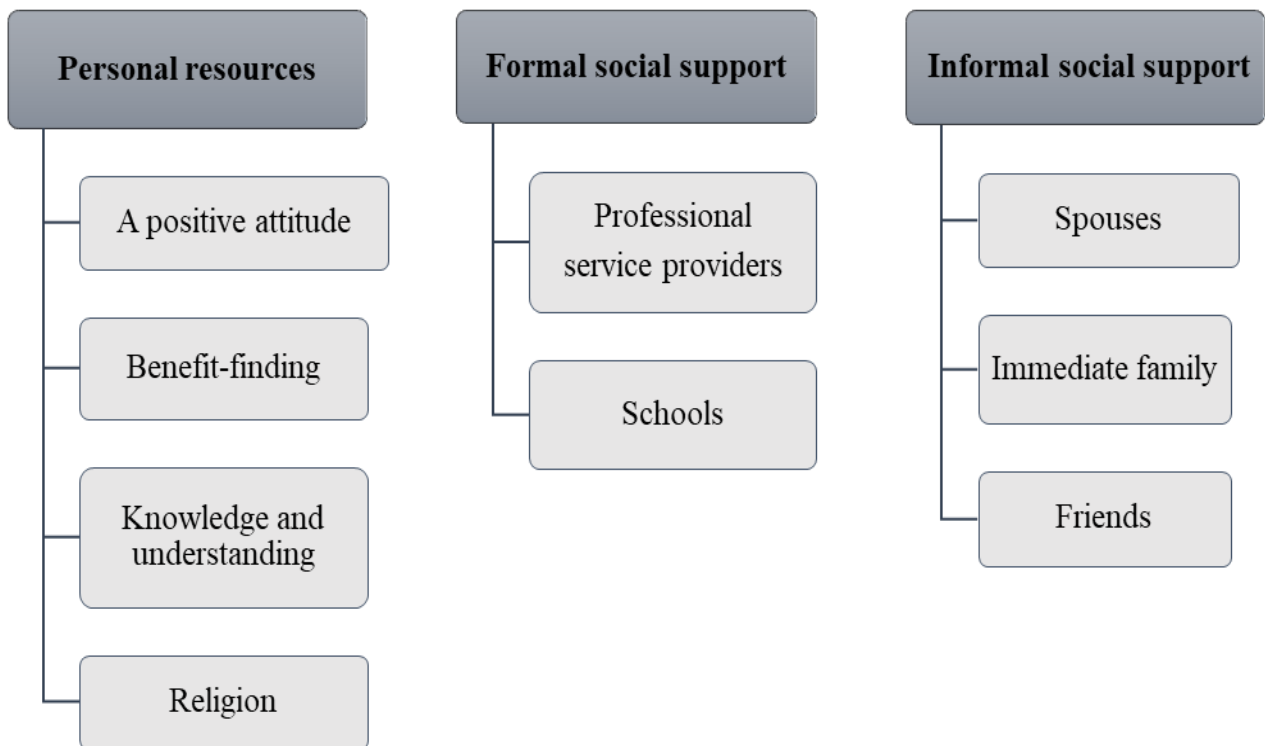 Personal resources
A positive attitude
Benefit-finding
Knowledge and
understanding
Religion
Formal social support
Professional
service providers
Schools
Informal social support
Spouses
Immediate family
Friends